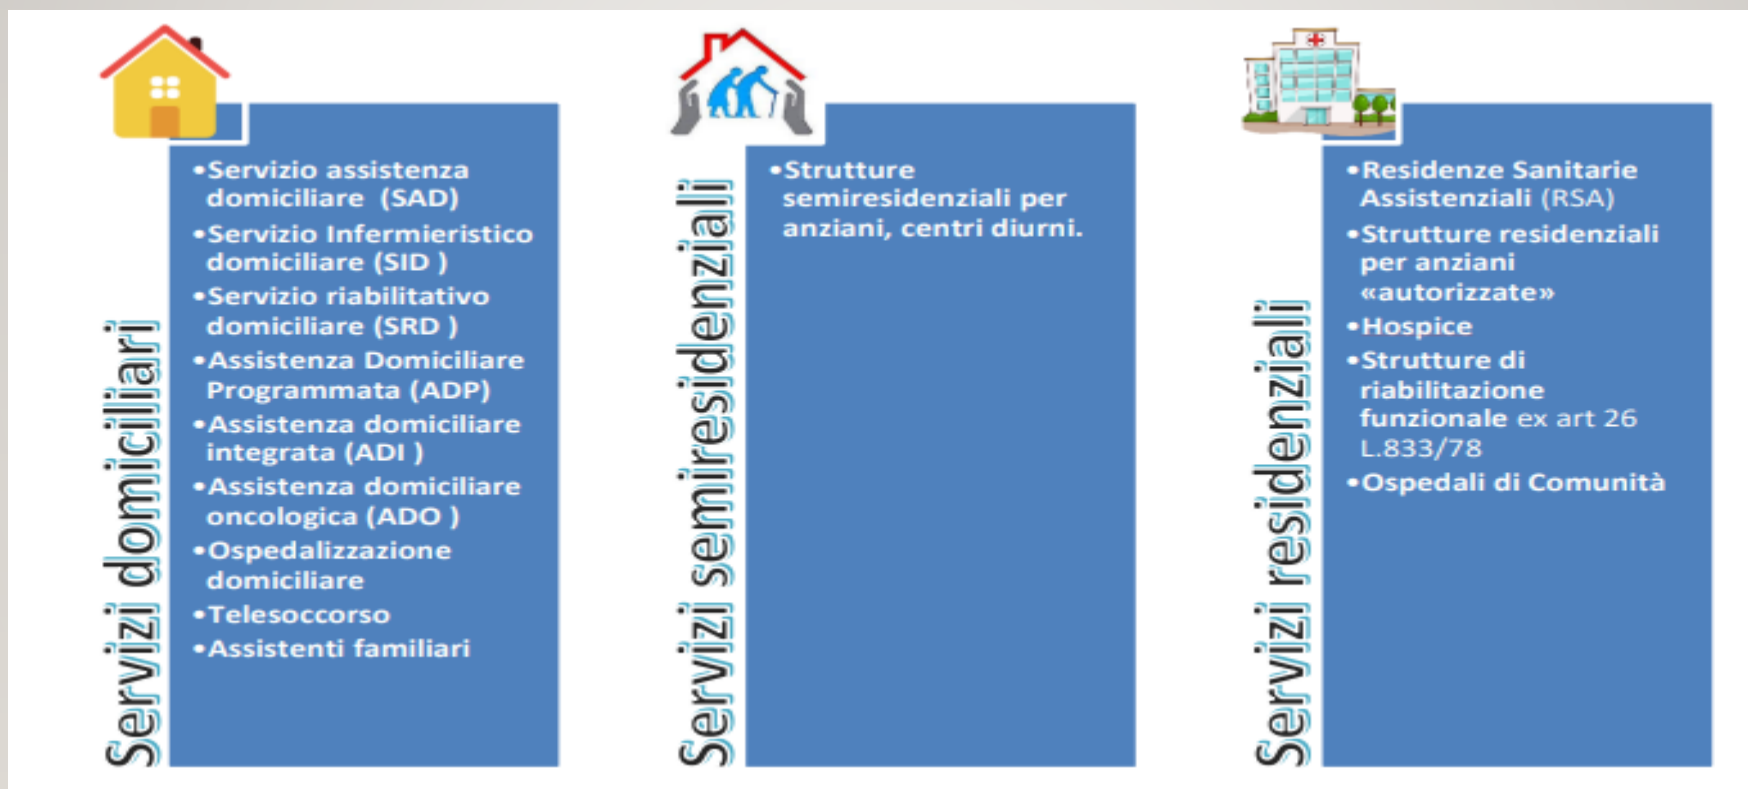 Servizi domiciliari
•Servizio assistenza
domiciliare (SAD)
•Servizio Infermieristico
domiciliare (SID )
•Servizio riabilitativo
domiciliare (SRD )
•Assistenza Domiciliare
Programmata (ADP)
•Assistenza domiciliare
integrata (ADI )
•Assistenza domiciliare
oncologica (ADO )
•Ospedalizzazione
domiciliare
•Telesoccorso
•Assistenti familiari
Servizi semiresidenziali
•Strutture
semiresidenziali per
anziani, centri diurni.
Servizi residenziali
•Residenze Sanitarie
Assistenziali (RSA)
•Strutture residenziali
per anziani
«autorizzate»
•Hospice
•Strutture di
riabilitazione
funzionale ex art 26
L.833/78
•Ospedali di Comunità